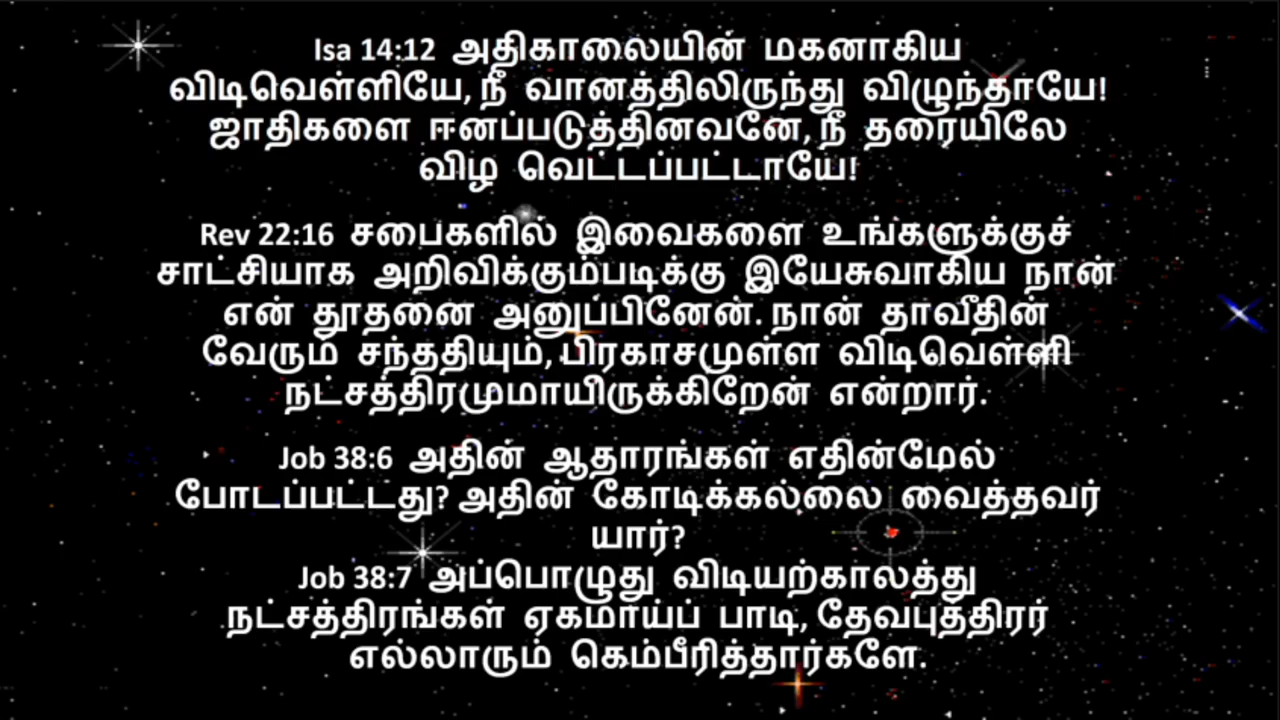 Isa 14:12 அதிகாலையின் மகனாகிய
விடிவெள்ளியே, நீ வானத்திலிருந்து விழுந்தாயே!
ஜாதிகளை ஈனப்படுத்தினவனே, நீ தரையிலே
விழ வெட்டப்பட்டாயே!
Rev 22:16 சபைகளில் இவைகளை உங்களுக்குச்
சாட்சியாக அறிவிக்கும்படிக்கு இயேசுவாகிய நான்
என் தூதனை அனுப்பினேன். நான் தாவீதின்
வேரும் சந்ததியும், பிரகாசமுள்ள விடிவெள்ளி
நட்சத்திரமுமாயிருக்கிறேன் என்றார்.
Job 38:6 அதின் ஆதாரங்கள் எதின்மேல்
போடப்பட்டது? அதின் கோடிக்கல்லை வைத்தவர்
யார்?
Job 38:7 அப்பொழுது விடியற்காலத்து
நட்சத்திரங்கள் ஏகமாய்ப் பாடி, தேவபுத்திரர்
எல்லாரும் கெம்பீரித்தார்களே.